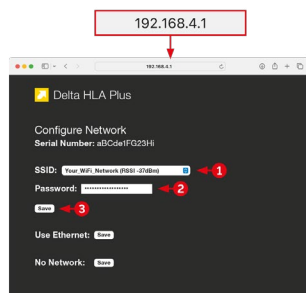 192.168.4.1
192.168.4.1
Delta HLA Plus
Configure Network
Serial Number: aBCde1FG23Hi
SSID: Your_WiFi_Network (RSSI -37dBm) 1
Password: •••••••••••••••••• 2
Save 3
Use Ethernet: Save
No Network: Save